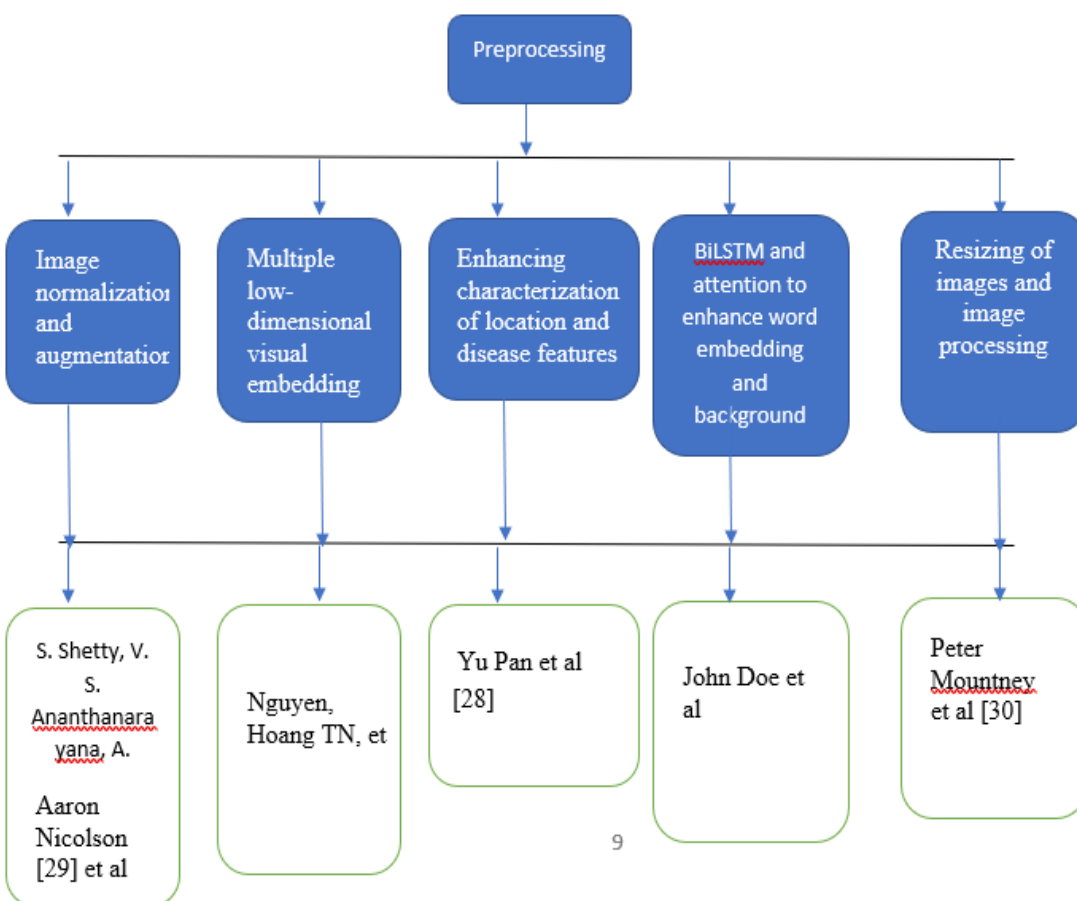 Preprocessing
Image
normalization
and
augmentation
Multiple
low-
dimensional
visual
embedding
Enhancing
characterization
of location and
disease features
BiLSTM and
attention to
enhance word
embedding
and
background
Resizing of
images and
image
processing
S. Shetty, V.
S.
Ananthanara
yana, A.
Aaron
Nicolson
[29] et al
Nguyen,
Hoang TN, et
Yu Pan et al
[28]
John Doe et
al
Peter
Mountney
et al [30]
9